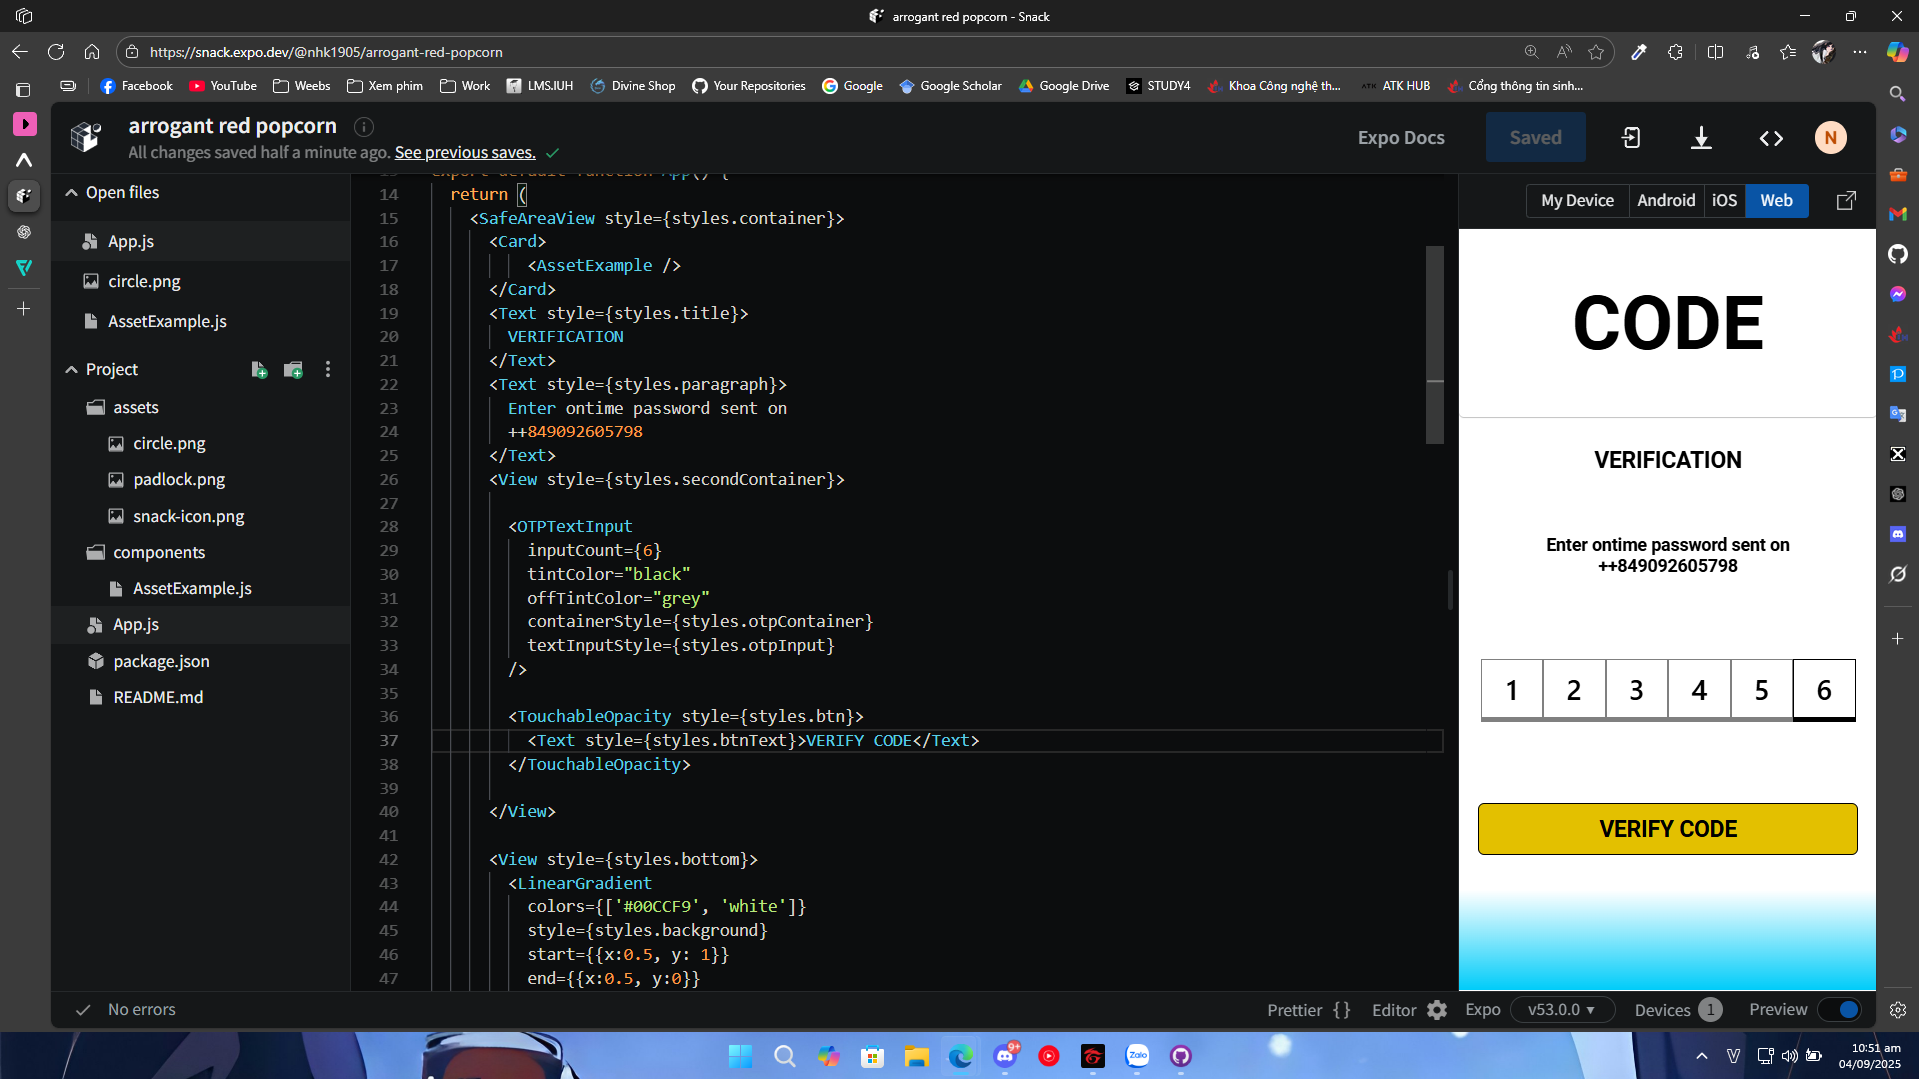 arrogant red popcorn - Snack
https://snack.expo.dev/@nhk1905/arrogant-red-popcorn
Facebook YouTube Weebs Xem phim Work LMS.IUH Divine Shop Your Repositories Google Google Scholar Google Drive STUDY4 Khoa Công nghệ th... ATK HUB Cổng thông tin sinh...
arrogant red popcorn
All changes saved half a minute ago. See previous saves.
Expo Docs
Saved
N
Open files
App.js
circle.png
AssetExample.js
Project
assets
circle.png
padlock.png
snack-icon.png
components
AssetExample.js
App.js
package.json
README.md
export default function App() {
14 return (
15 <SafeAreaView style={styles.container}>
16 <Card>
17 <AssetExample />
18 </Card>
19 <Text style={styles.title}>
20 VERIFICATION
21 </Text>
22 <Text style={styles.paragraph}>
23 Enter ontime password sent on
24 ++849092605798
25 </Text>
26 <View style={styles.secondContainer}>
27
28 <OTPTextInput
29 inputCount={6}
30 tintColor="black"
31 offTintColor="grey"
32 containerStyle={styles.otpContainer}
33 textInputStyle={styles.otpInput}
34 />
35
36 <TouchableOpacity style={styles.btn}>
37 <Text style={styles.btnText}>VERIFY CODE</Text>
38 </TouchableOpacity>
39
40 </View>
41
42 <View style={styles.bottom}>
43 <LinearGradient
44 colors={['#00CCF9', 'white']}
45 style={styles.background}
46 start={{x:0.5, y: 1}}
47 end={{x:0.5, y:0}}
My Device Android iOS Web
CODE
VERIFICATION
Enter ontime password sent on
++849092605798
1 2 3 4 5 6
VERIFY CODE
No errors
Prettier {} Editor Expo v53.0.0 Devices 1 Preview
9+
Zalo
V
10:51 am
04/09/2025